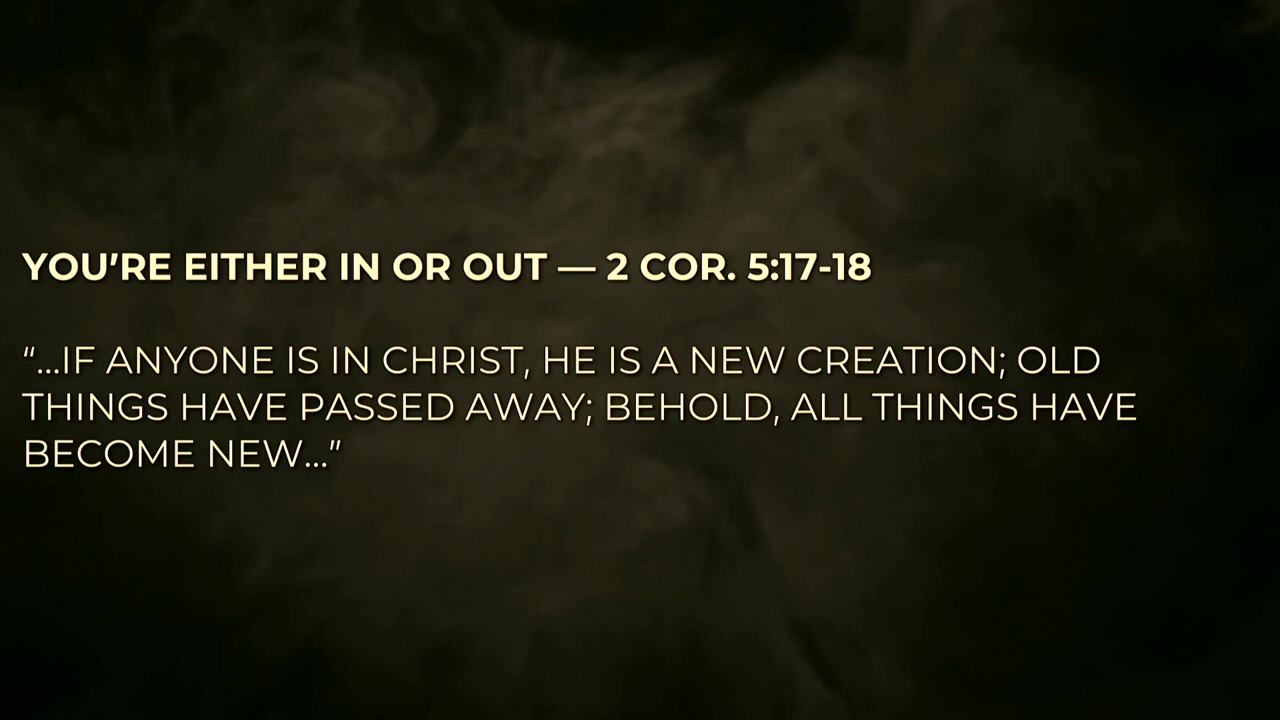 YOU’RE EITHER IN OR OUT — 2 COR. 5:17-18
“...IF ANYONE IS IN CHRIST, HE IS A NEW CREATION; OLD
THINGS HAVE PASSED AWAY; BEHOLD, ALL THINGS HAVE
BECOME NEW...”